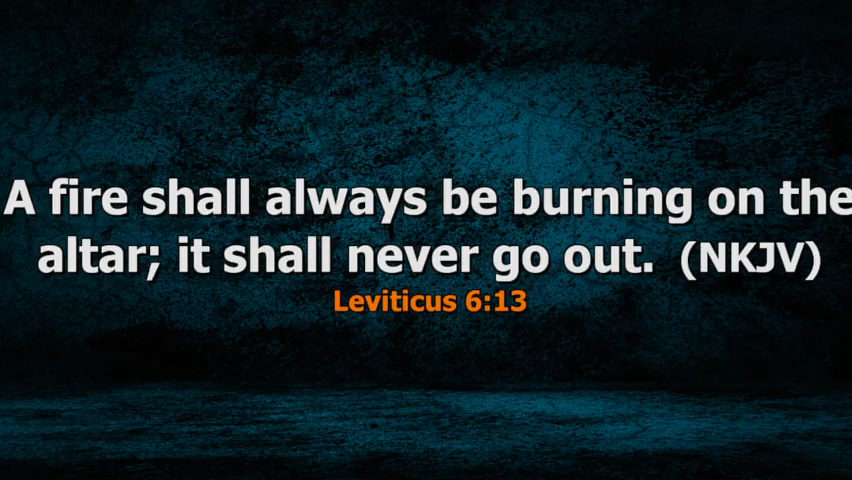 A fire shall always be burning on the
altar; it shall never go out. (NKJV)
Leviticus 6:13